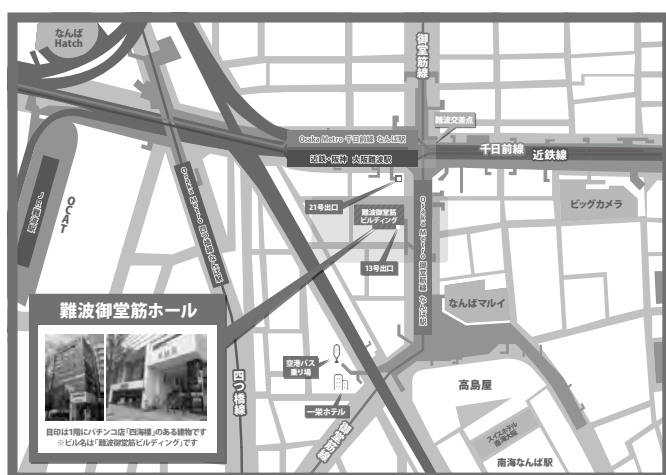 なんば
Hatch
御堂筋線
難波交差点
Osaka Metro 千日前線 なんば駅
近鉄・阪神 大阪難波駅
千日前線
近鉄線
21号出口
難波御堂筋
ビルディング
13号出口
ビッグカメラ
OCAT
JR難波駅
Osaka Metro 四つ橋線 なんば駅
Osaka Metro 御堂筋線 なんば駅
なんばマルイ
難波御堂筋ホール
目印は1階にパチンコ店「四海樓」のある建物です
※ビル名は「難波御堂筋ビルディング」です
四つ橋線
空港バス
乗り場
一栄ホテル
御堂筋
高島屋
スイスホテル
南海大阪
南海なんば駅